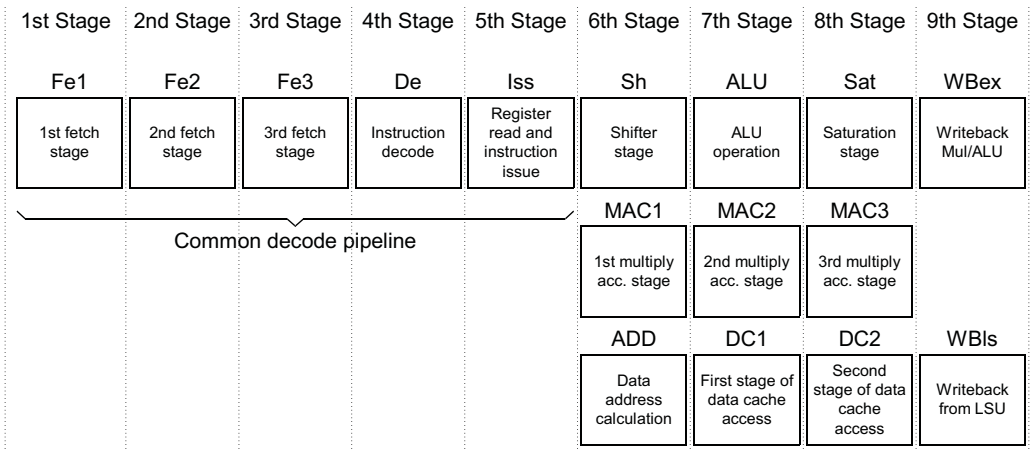 1st Stage 2nd Stage 3rd Stage 4th Stage 5th Stage 6th Stage 7th Stage 8th Stage 9th Stage
Fe1 Fe2 Fe3 De Iss Sh ALU Sat WBex
1st fetch
stage
2nd fetch
stage
3rd fetch
stage
Instruction
decode
Register
read and
instruction
issue
Shifter
stage
ALU
operation
Saturation
stage
Writeback
Mul/ALU
Common decode pipeline
MAC1 MAC2 MAC3
1st multiply
acc. stage
2nd multiply
acc. stage
3rd multiply
acc. stage
ADD DC1 DC2 WBls
Data
address
calculation
First stage of
data cache
access
Second
stage of data
cache
access
Writeback
from LSU